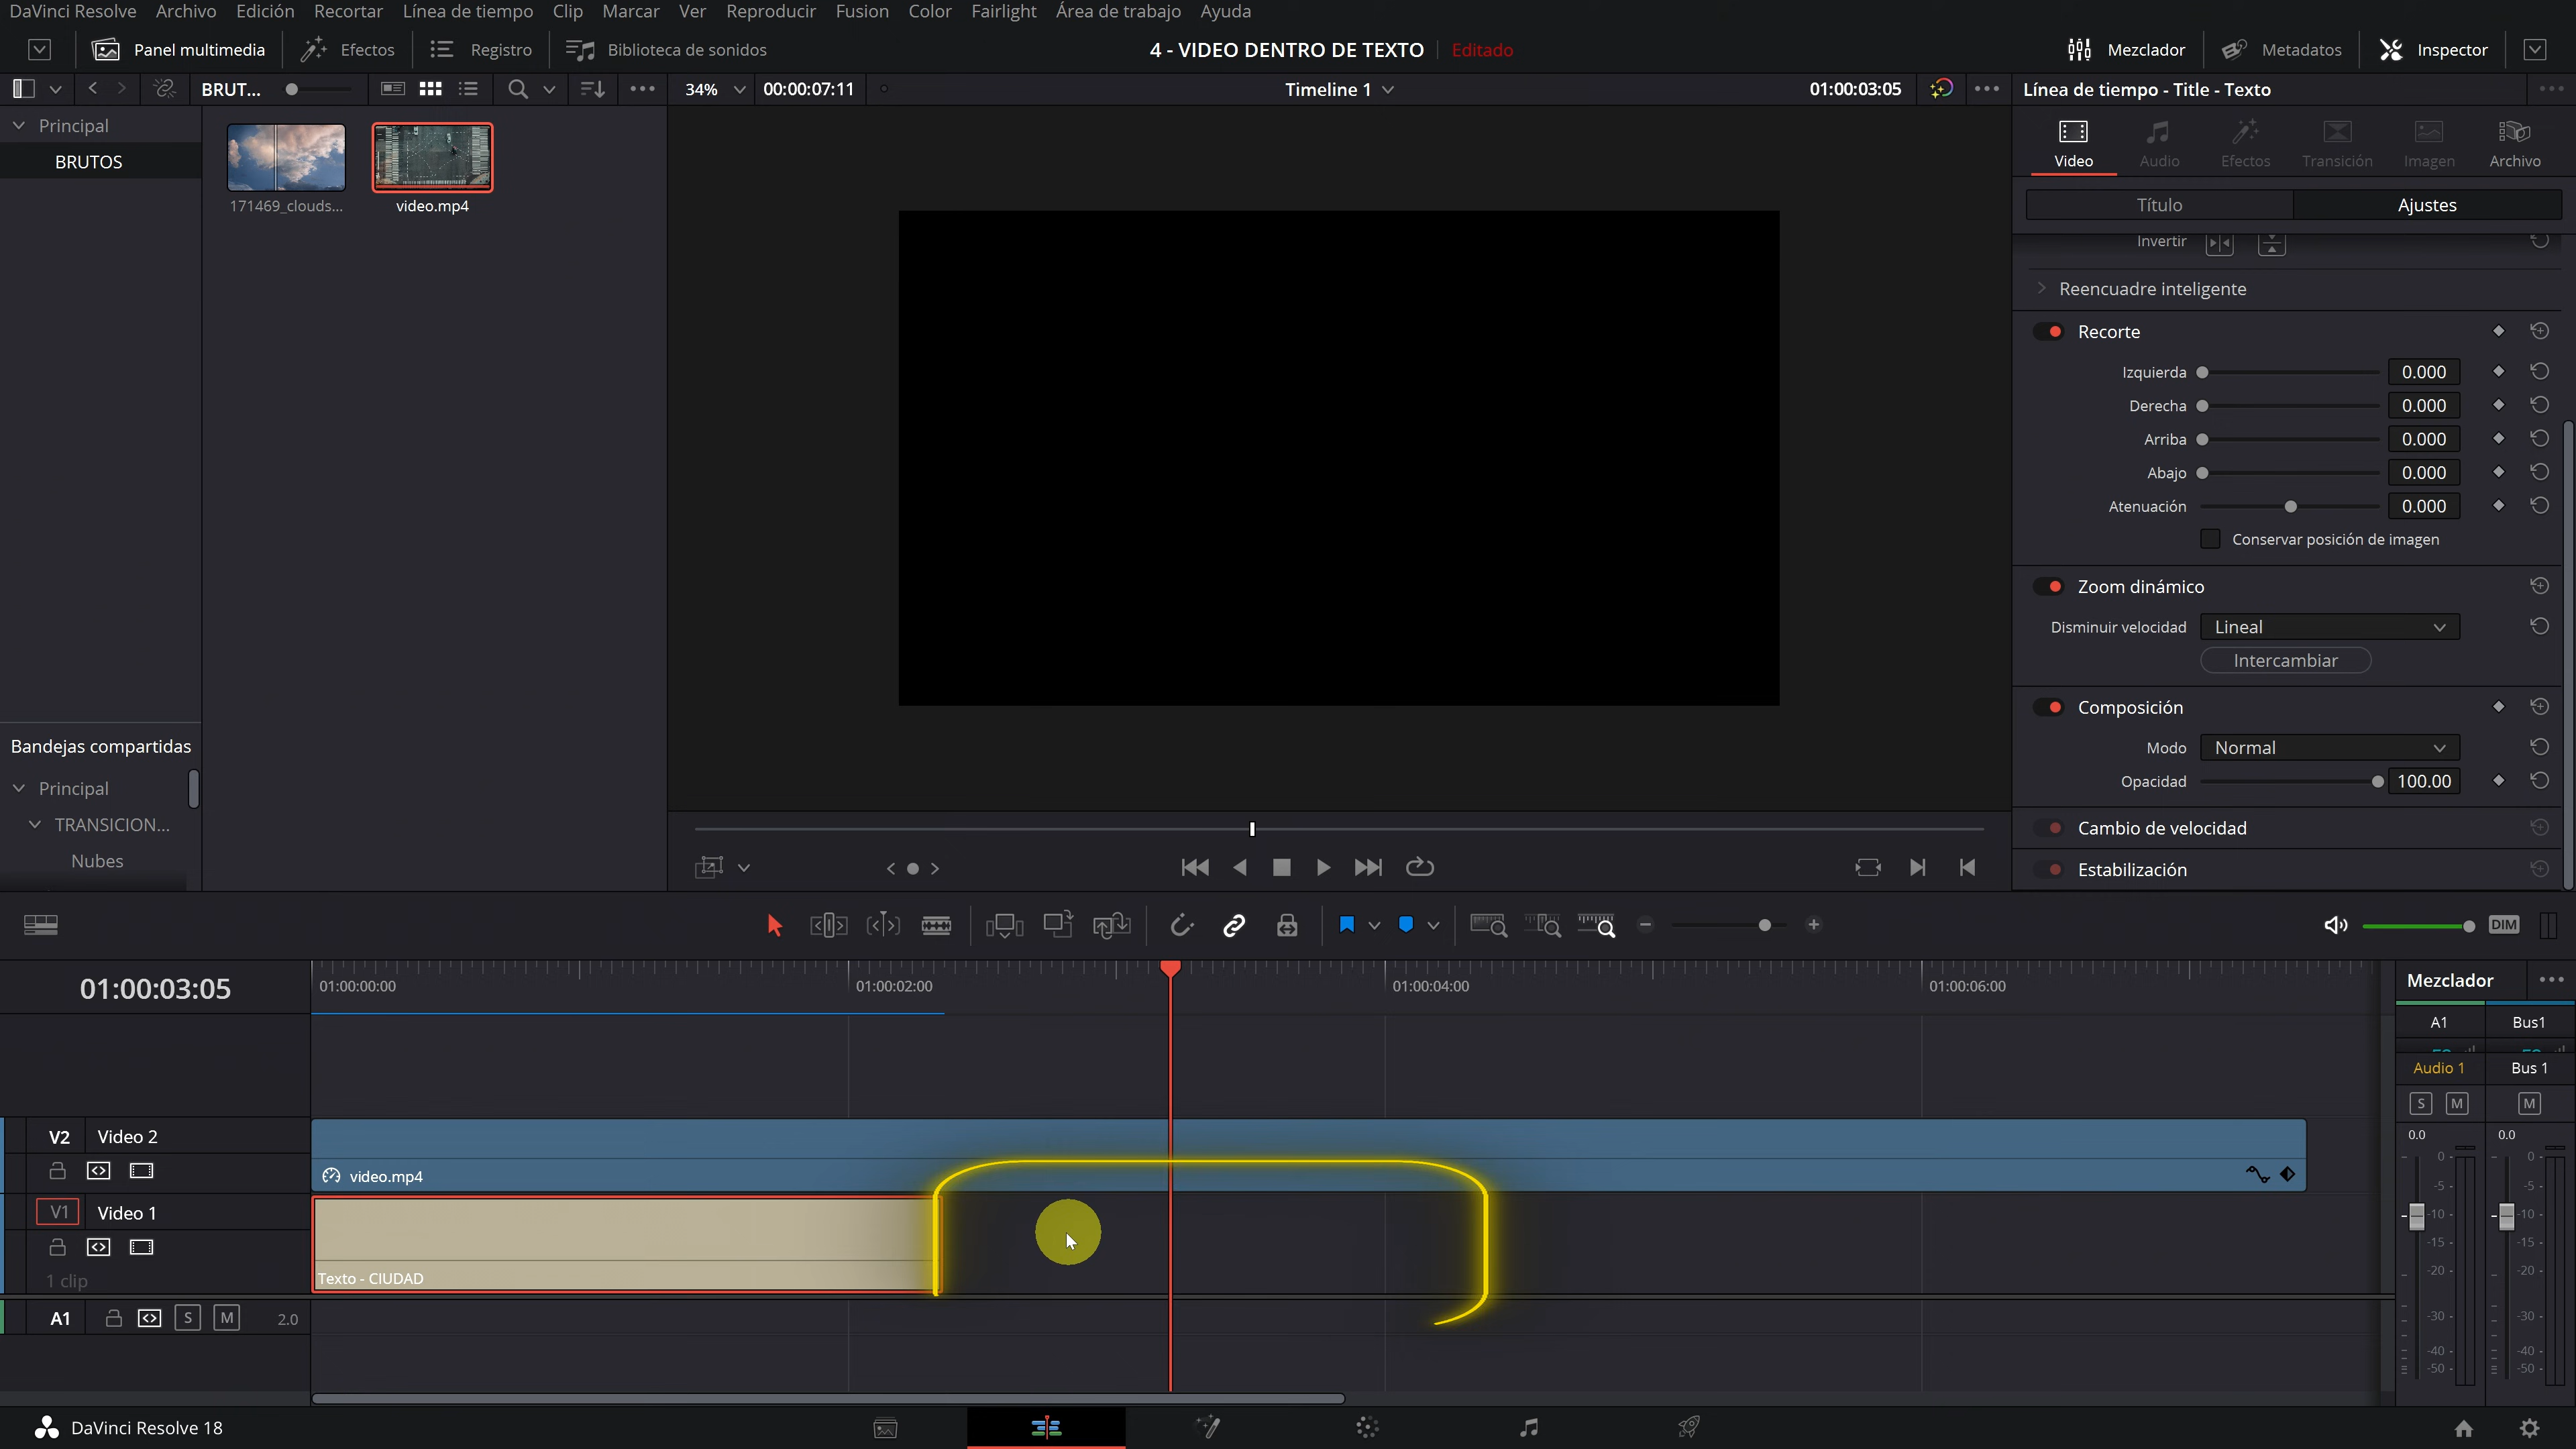 DaVinci Resolve Archivo Edición Recortar Línea de tiempo Clip Marcar Ver Reproducir Fusion Color Fairlight Área de trabajo Ayuda
Panel multimedia Efectos Registro Biblioteca de sonidos 4 - VIDEO DENTRO DE TEXTO Editado Mezclador Metadatos Inspector
BRUT... 34% 00:00:07:11 Timeline 1 01:00:03:05 Línea de tiempo - Title - Texto
Principal
BRUTOS
171469_clouds...
video.mp4
Video Audio Efectos Transición Imagen Archivo
Título Ajustes
Invertir
Reencuadre inteligente
Recorte
Izquierda 0.000
Derecha 0.000
Arriba 0.000
Abajo 0.000
Atenuación 0.000
Conservar posición de imagen
Zoom dinámico
Disminuir velocidad Lineal
Intercambiar
Composición
Modo Normal
Opacidad 100.00
Cambio de velocidad
Estabilización
Bandejas compartidas
Principal
TRANSICION...
Nubes
DIM
01:00:03:05
01:00:00:00 01:00:02:00 01:00:04:00 01:00:06:00
V2 Video 2
video.mp4
V1 Video 1
1 clip
Texto - CIUDAD
A1 S M 2.0
Mezclador
A1 Bus1
Audio 1 Bus 1
S M M
0.0 0.0
0 0
-5 -5
-10 -10
-15 -15
-20 -20
-30 -30
-40 -40
-50 -50
DaVinci Resolve 18